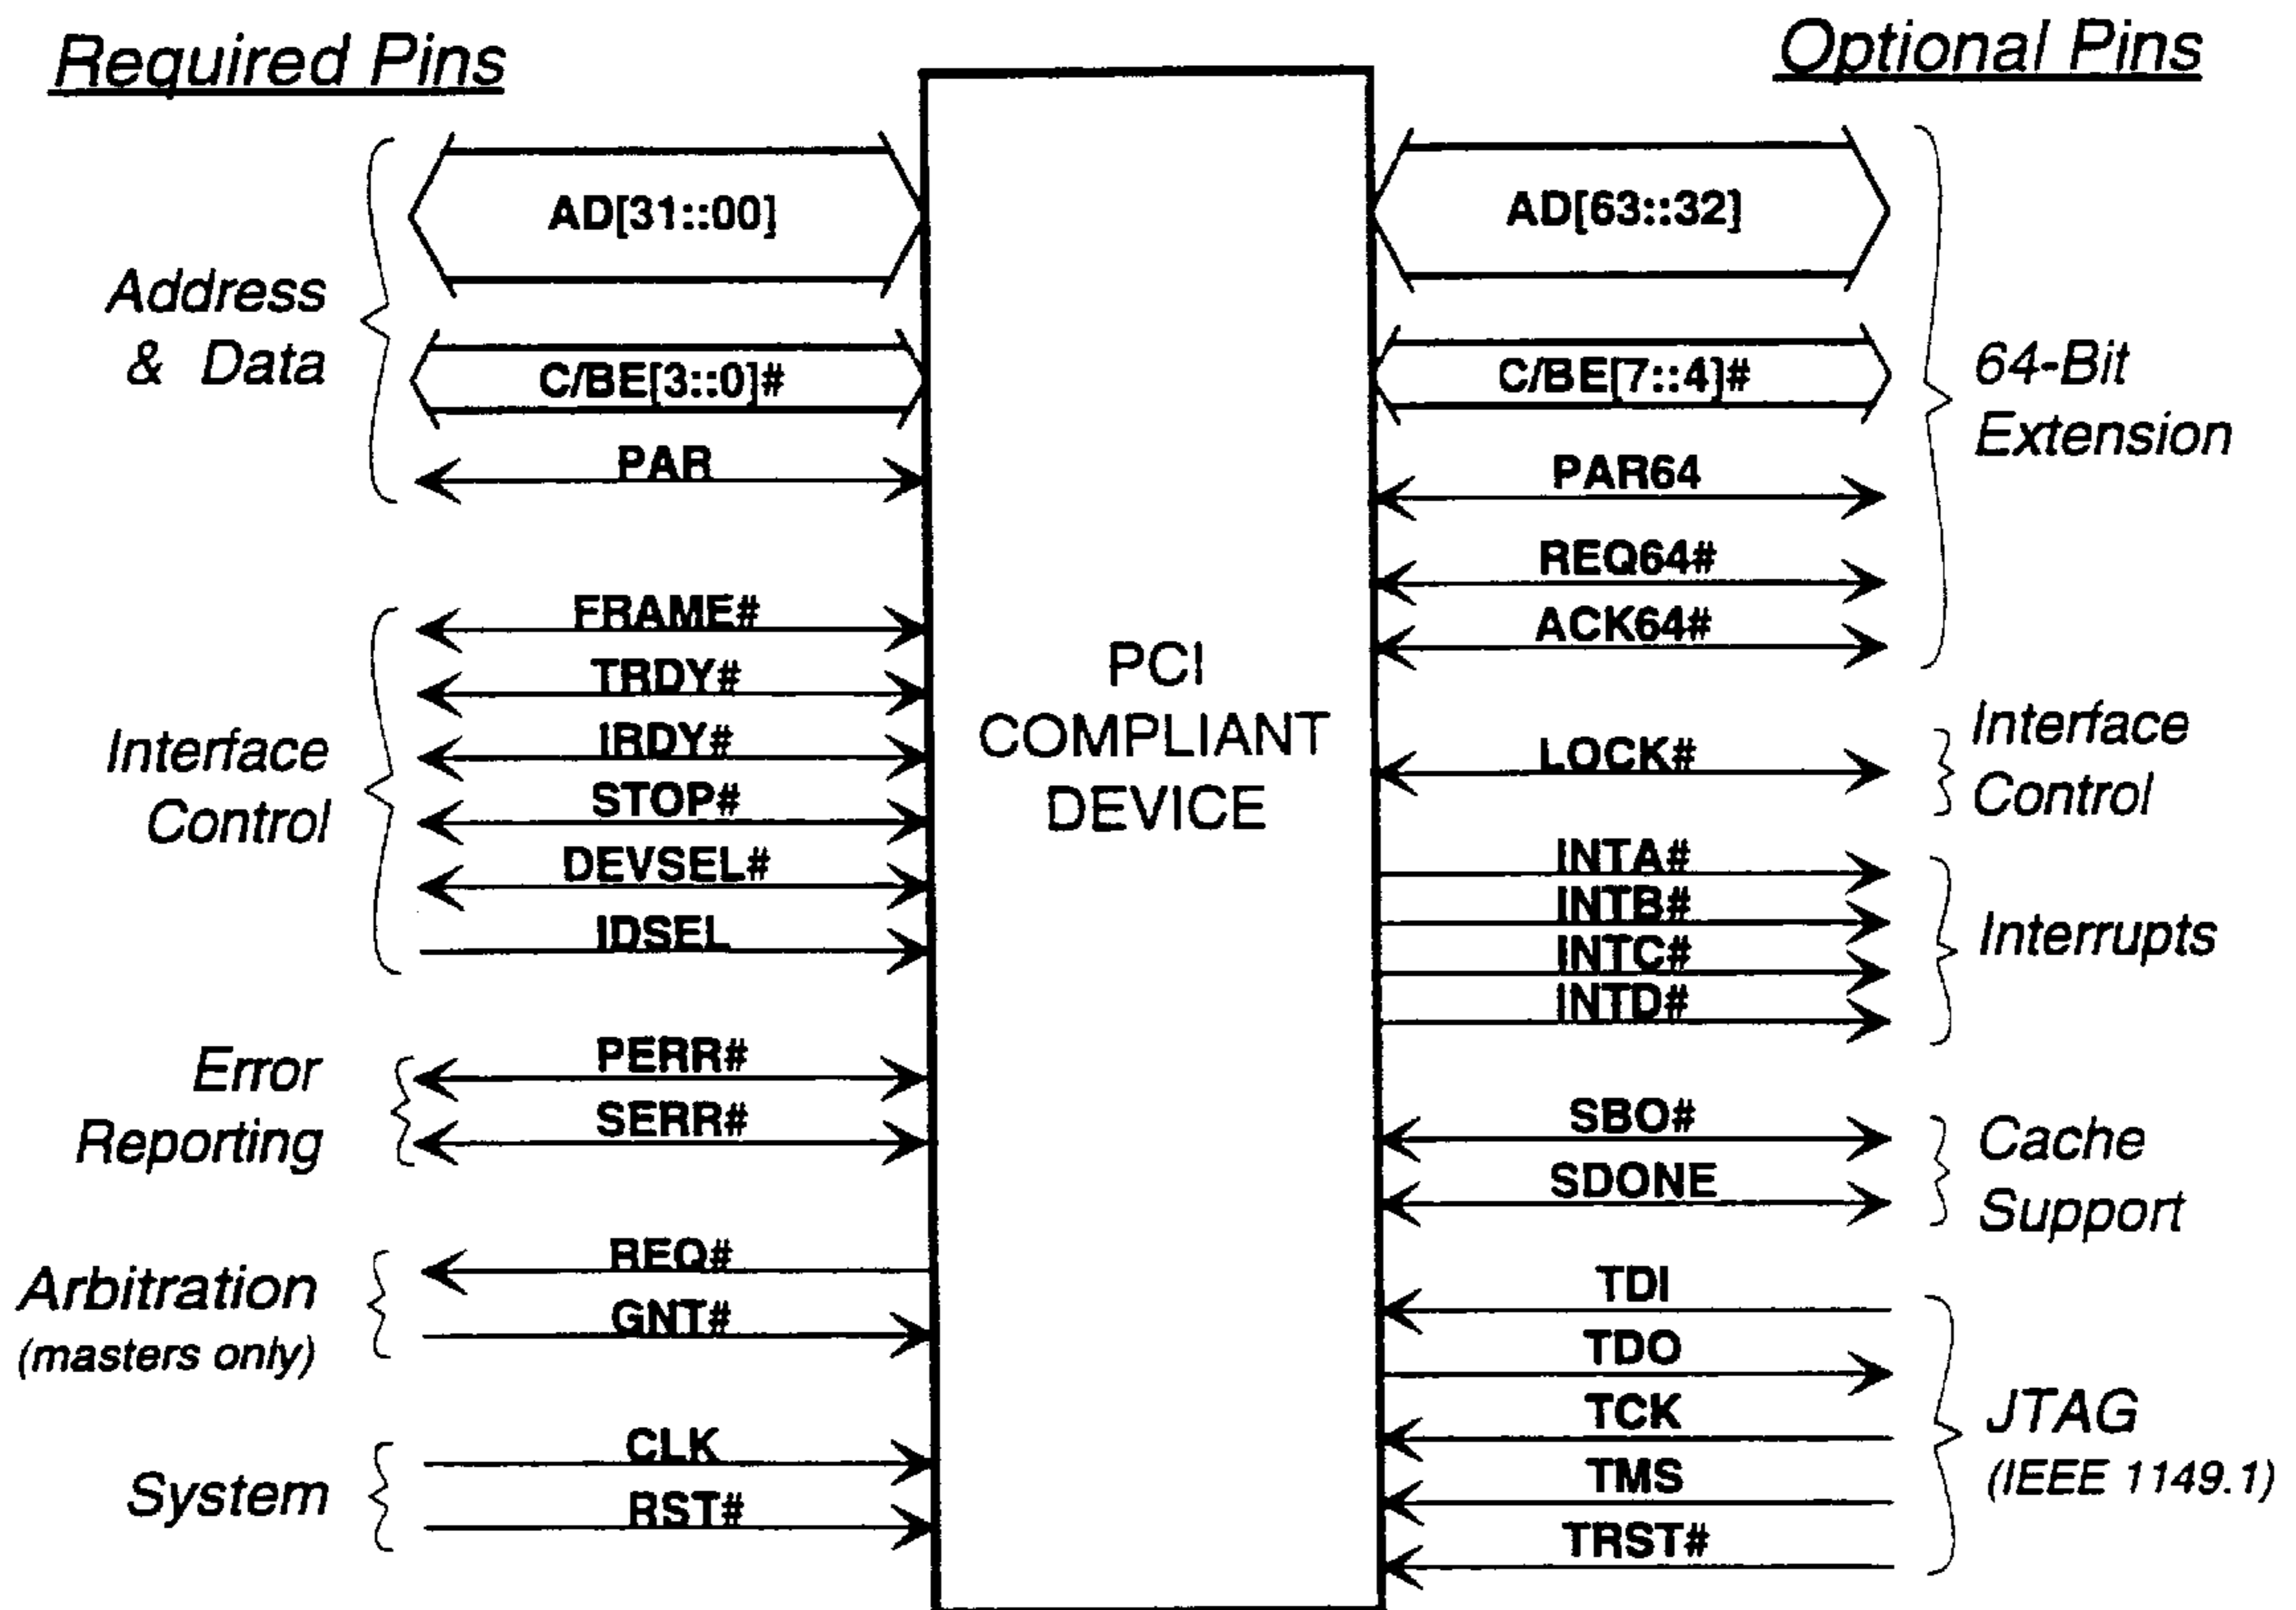 Required Pins
Optional Pins
Address
& Data
AD[31::00]
C/BE[3::0]#
PAR
Interface
Control
FRAME#
TRDY#
IRDY#
STOP#
DEVSEL#
IDSEL
Error
Reporting
PERR#
SERR#
Arbitration
(masters only)
REQ#
GNT#
System
CLK
RST#
PCI
COMPLIANT
DEVICE
AD[63::32]
C/BE[7::4]#
PAR64
REQ64#
ACK64#
64-Bit
Extension
LOCK#
Interface
Control
INTA#
INTB#
INTC#
INTD#
Interrupts
SBO#
SDONE
Cache
Support
TDI
TDO
TCK
TMS
TRST#
JTAG
(IEEE 1149.1)